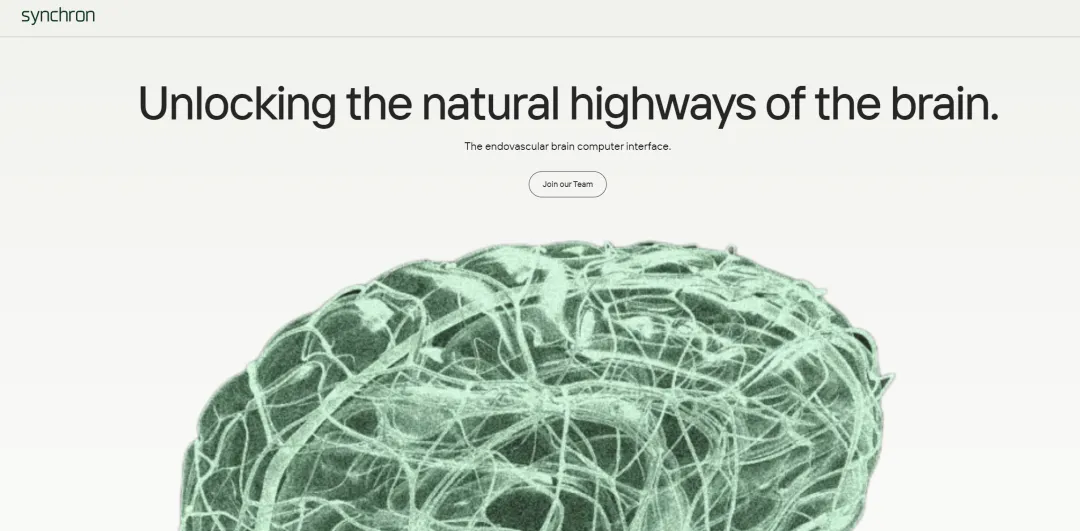 synchron
Unlocking the natural highways of the brain.
The endovascular brain computer interface.
Join our Team